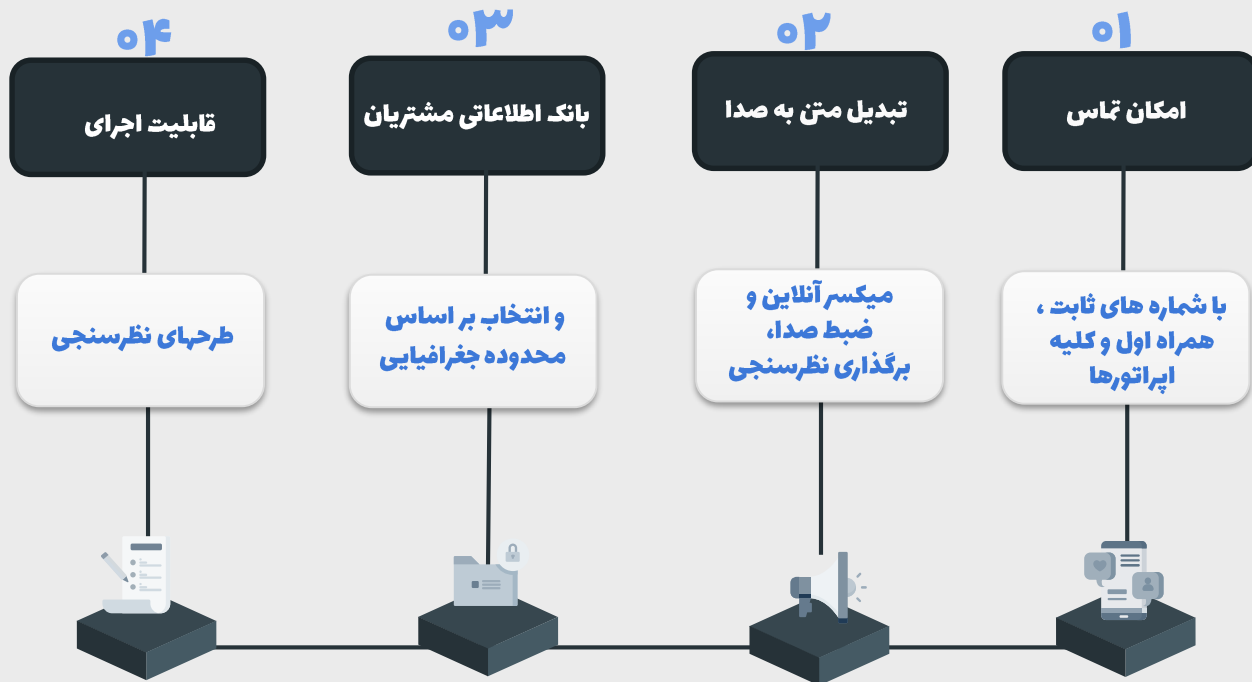 ۰۱
امکان تماس
با شماره های ثابت ،
همراه اول و کلیه
اپراتورها
۰۲
تبدیل متن به صدا
میکسر آنلاین و
ضبط صدا،
برگذاری نظرسنجی
۰۳
بانک اطلاعاتی مشتریان
و انتخاب بر اساس
محدوده جغرافیایی
۰۴
قابلیت اجرای
طرحهای نظرسنجی